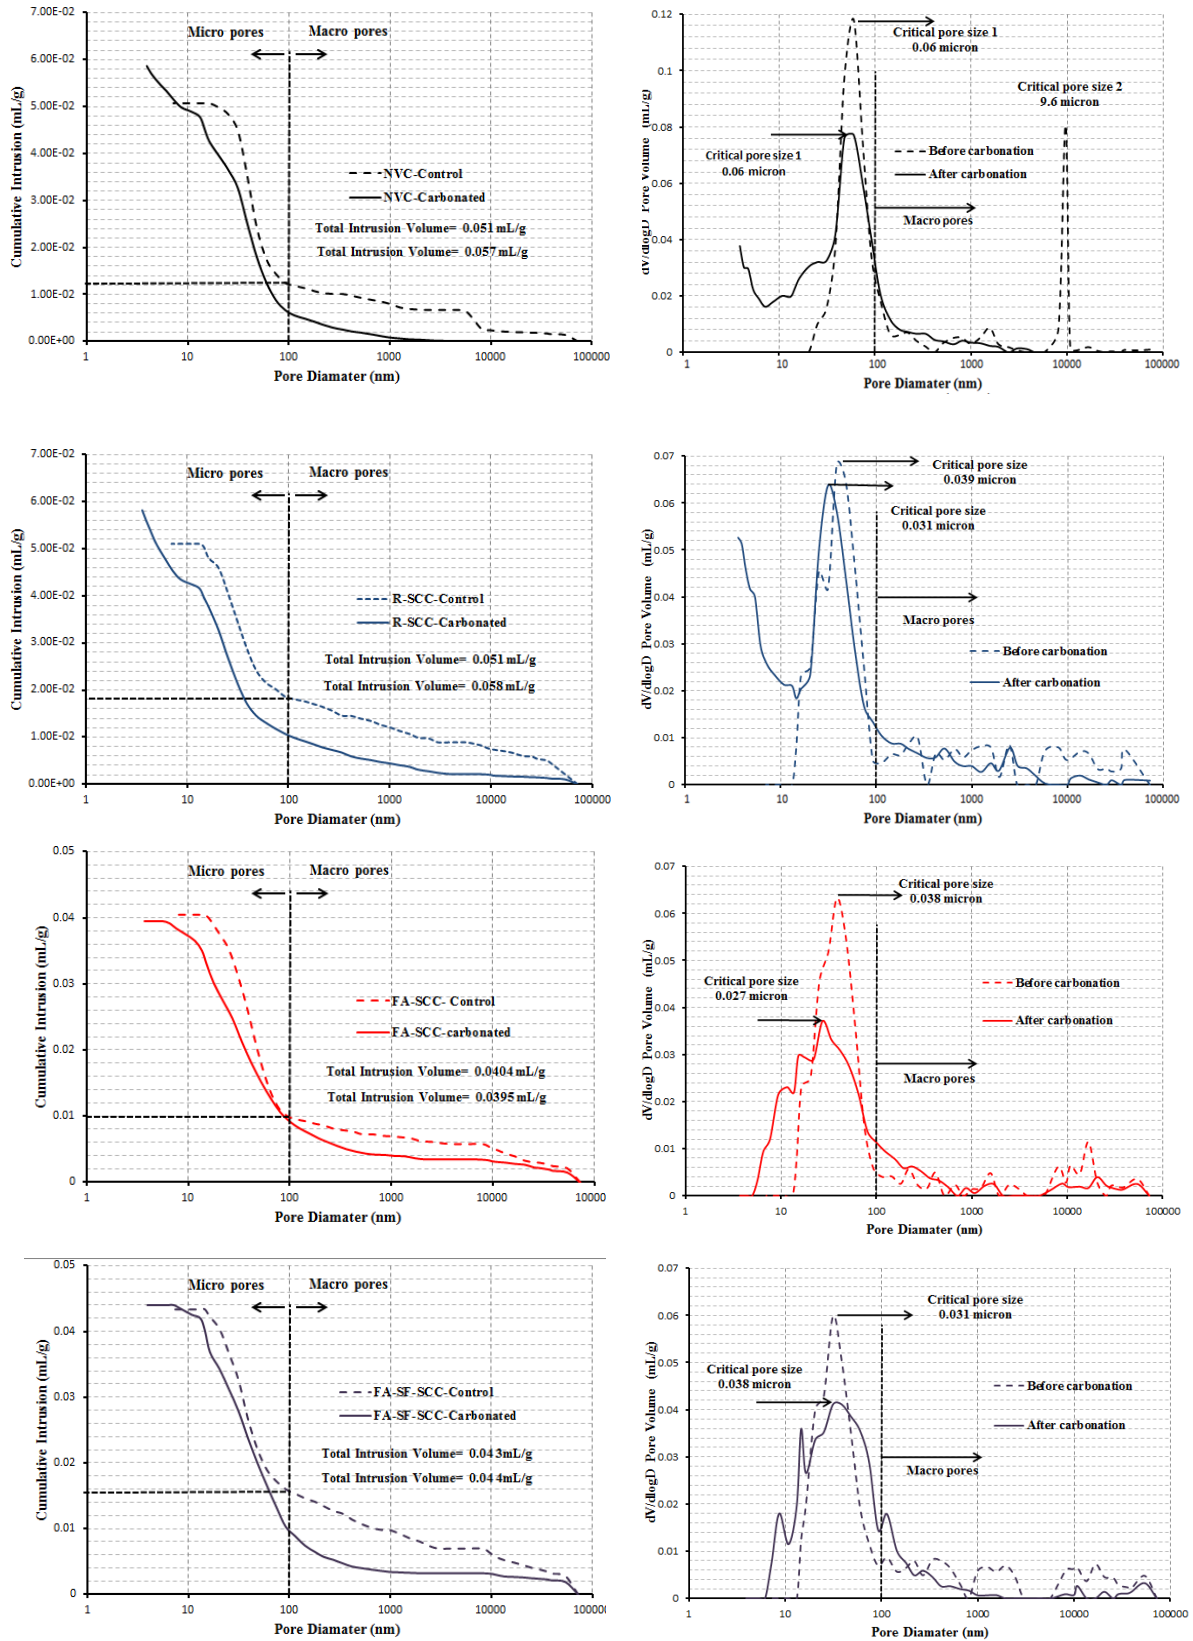 7.00E-02
6.00E-02
5.00E-02
4.00E-02
3.00E-02
2.00E-02
1.00E-02
0.00E+00
Cumulative Intrusion (mL/g)
Micro pores
Macro pores
NVC-Control
NVC-Carbonated
Total Intrusion Volume= 0.051 mL/g
Total Intrusion Volume= 0.057 mL/g
1 10 100 1000 10000 100000
Pore Diamater (nm)
0.12
0.1
0.08
0.06
0.04
0.02
0
dV/dlogD Pore Volume (mL/g)
Critical pore size 1
0.06 micron
Critical pore size 2
9.6 micron
Critical pore size 1
0.06 micron
Before carbonation
After carbonation
Macro pores
1 10 100 1000 10000 100000
Pore Diamater (nm)
7.00E-02
6.00E-02
5.00E-02
4.00E-02
3.00E-02
2.00E-02
1.00E-02
0.00E+00
Cumulative Intrusion (mL/g)
Micro pores
Macro pores
R-SCC-Control
R-SCC-Carbonated
Total Intrusion Volume= 0.051 mL/g
Total Intrusion Volume= 0.058 mL/g
1 10 100 1000 10000 100000
Pore Diamater (nm)
0.07
0.06
0.05
0.04
0.03
0.02
0.01
0
dV/dlogD Pore Volume (mL/g)
Critical pore size
0.039 micron
Critical pore size
0.031 micron
Macro pores
Before carbonation
After carbonation
1 10 100 1000 10000 100000
Pore Diamater (nm)
0.05
0.04
0.03
0.02
0.01
0
Cumulative Intrusion (mL/g)
Micro pores
Macro pores
FA-SCC- Control
FA-SCC-carbonated
Total Intrusion Volume= 0.0404 mL/g
Total Intrusion Volume= 0.0395 mL/g
1 10 100 1000 10000 100000
Pore Diamater (nm)
0.07
0.06
0.05
0.04
0.03
0.02
0.01
0
dV/dlogD Pore Volume (mL/g)
Critical pore size
0.038 micron
Critical pore size
0.027 micron
Before carbonation
After carbonation
Macro pores
1 10 100 1000 10000 100000
Pore Diamater (nm)
0.05
0.04
0.03
0.02
0.01
0
Cumulative Intrusion (mL/g)
Micro pores
Macro pores
FA-SF-SCC-Control
FA-SF-SCC-Carbonated
Total Intrusion Volume= 0.043mL/g
Total Intrusion Volume= 0.044mL/g
1 10 100 1000 10000 100000
Pore Diamater (nm)
0.07
0.06
0.05
0.04
0.03
0.02
0.01
0
dV/dlogD Pore Volume (mL/g)
Critical pore size
0.031 micron
Critical pore size
0.038 micron
Before carbonation
After carbonation
Macro pores
1 10 100 1000 10000 100000
Pore Diamater (nm)